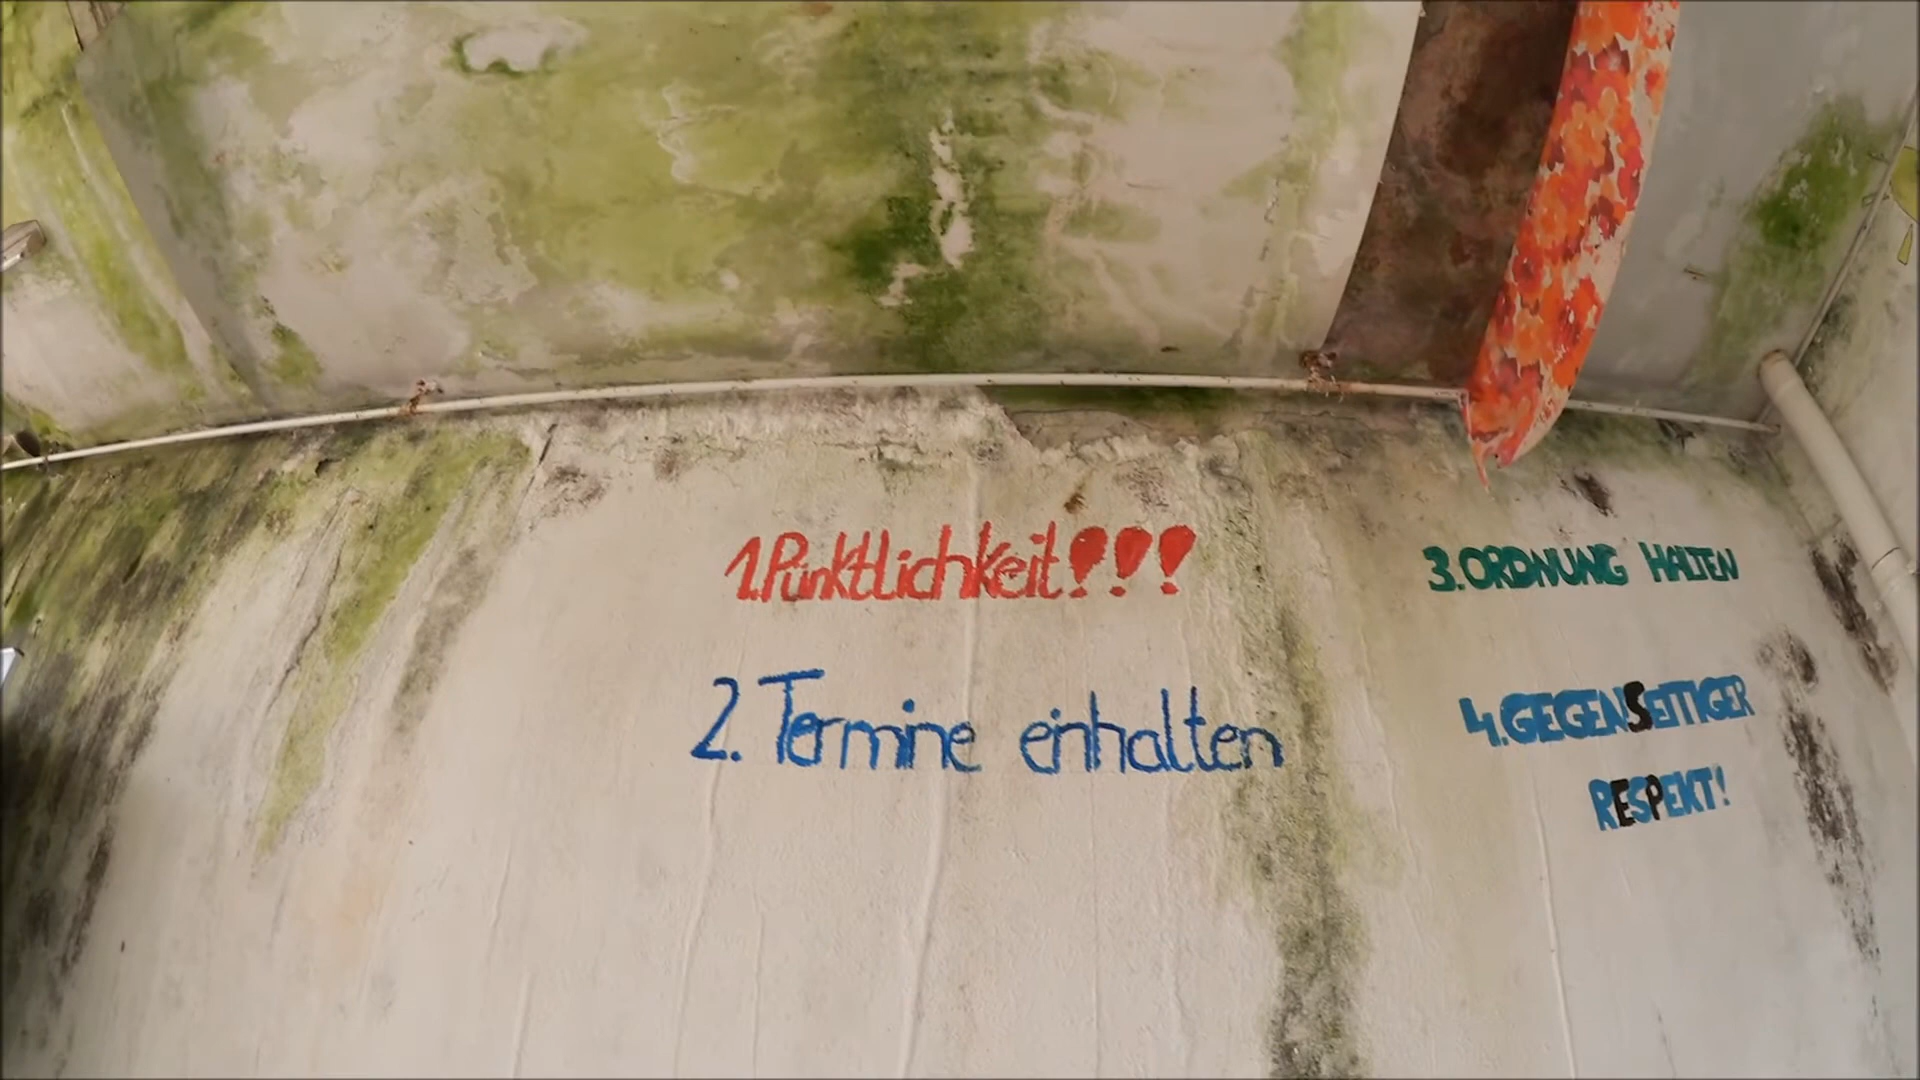 1. Pünktlichkeit!!!
2. Termine einhalten
3. ORDNUNG HALTEN
4. GEGENSEITIGER
RESPEKT!